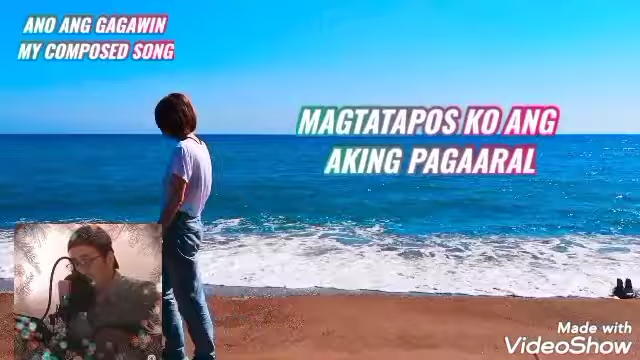 ANO ANG GAGAWIN
MY COMPOSED SONG
MAGTATAPOS KO ANG
AKING PAGAARAL
Made with
VideoShow